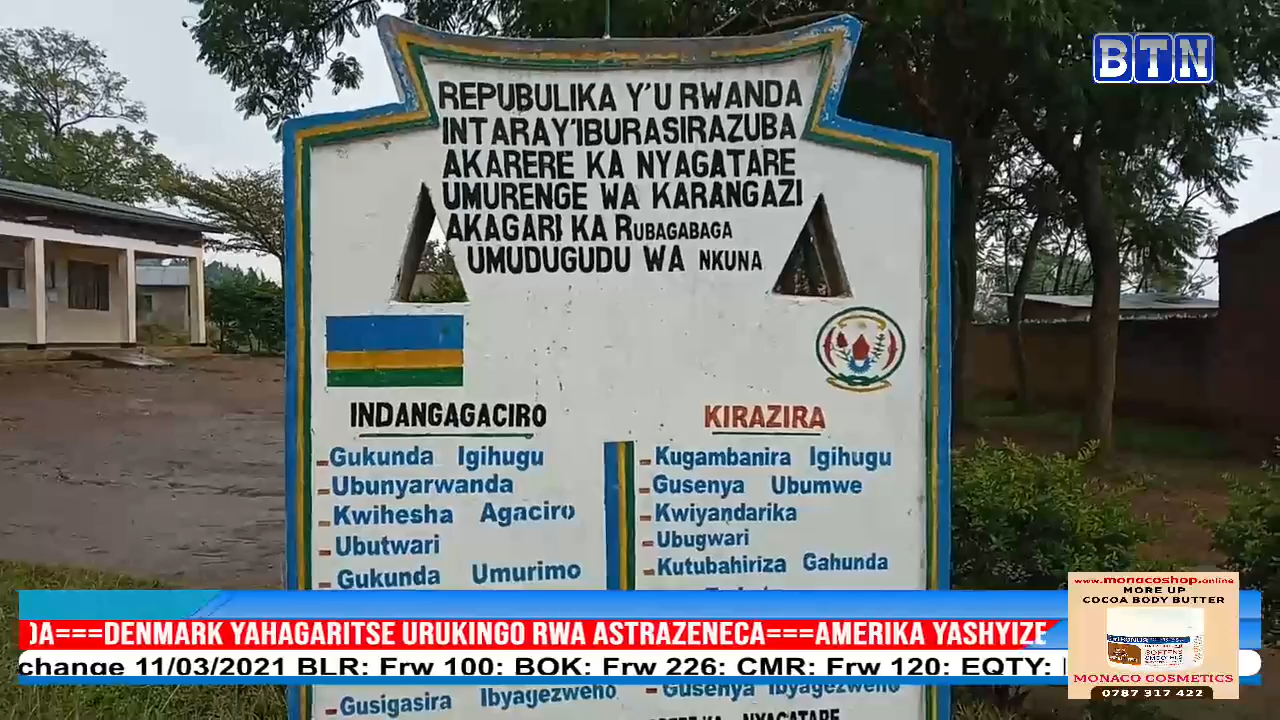 BTN
REPUBULIKA Y'U RWANDA
INTARA Y'IBURASIRAZUBA
AKARERE KA NYAGATARE
UMURENGE WA KARANGAZI
AKAGARI KA RUBAGABAGA
UMUDUGUDU WA NKUNA
INDANGAGACIRO
-Gukunda Igihugu
-Ubunyarwanda
-Kwihesha Agaciro
-Ubutwari
-Gukunda Umurimo
KIRAZIRA
-Kugambanira Igihugu
-Gusenya Ubumwe
-Kwiyandarika
-Ubugwari
-Kutubahiriza Gahunda
-Gusigasira Ibyagezweho
-Gusenya Ibyagezweho
KA NYAGATARE
DA===DENMARK YAHAGARITSE URUKINGO RWA ASTRAZENECA===AMERIKA YASHYIZE
change 11/03/2021 BLR: Frw 100: BOK: Frw 226: CMR: Frw 120: EQTY:
www.monacoshop.online
MORE UP
COCOA BODY BUTTER
MONACO COSMETICS
0787 317 422